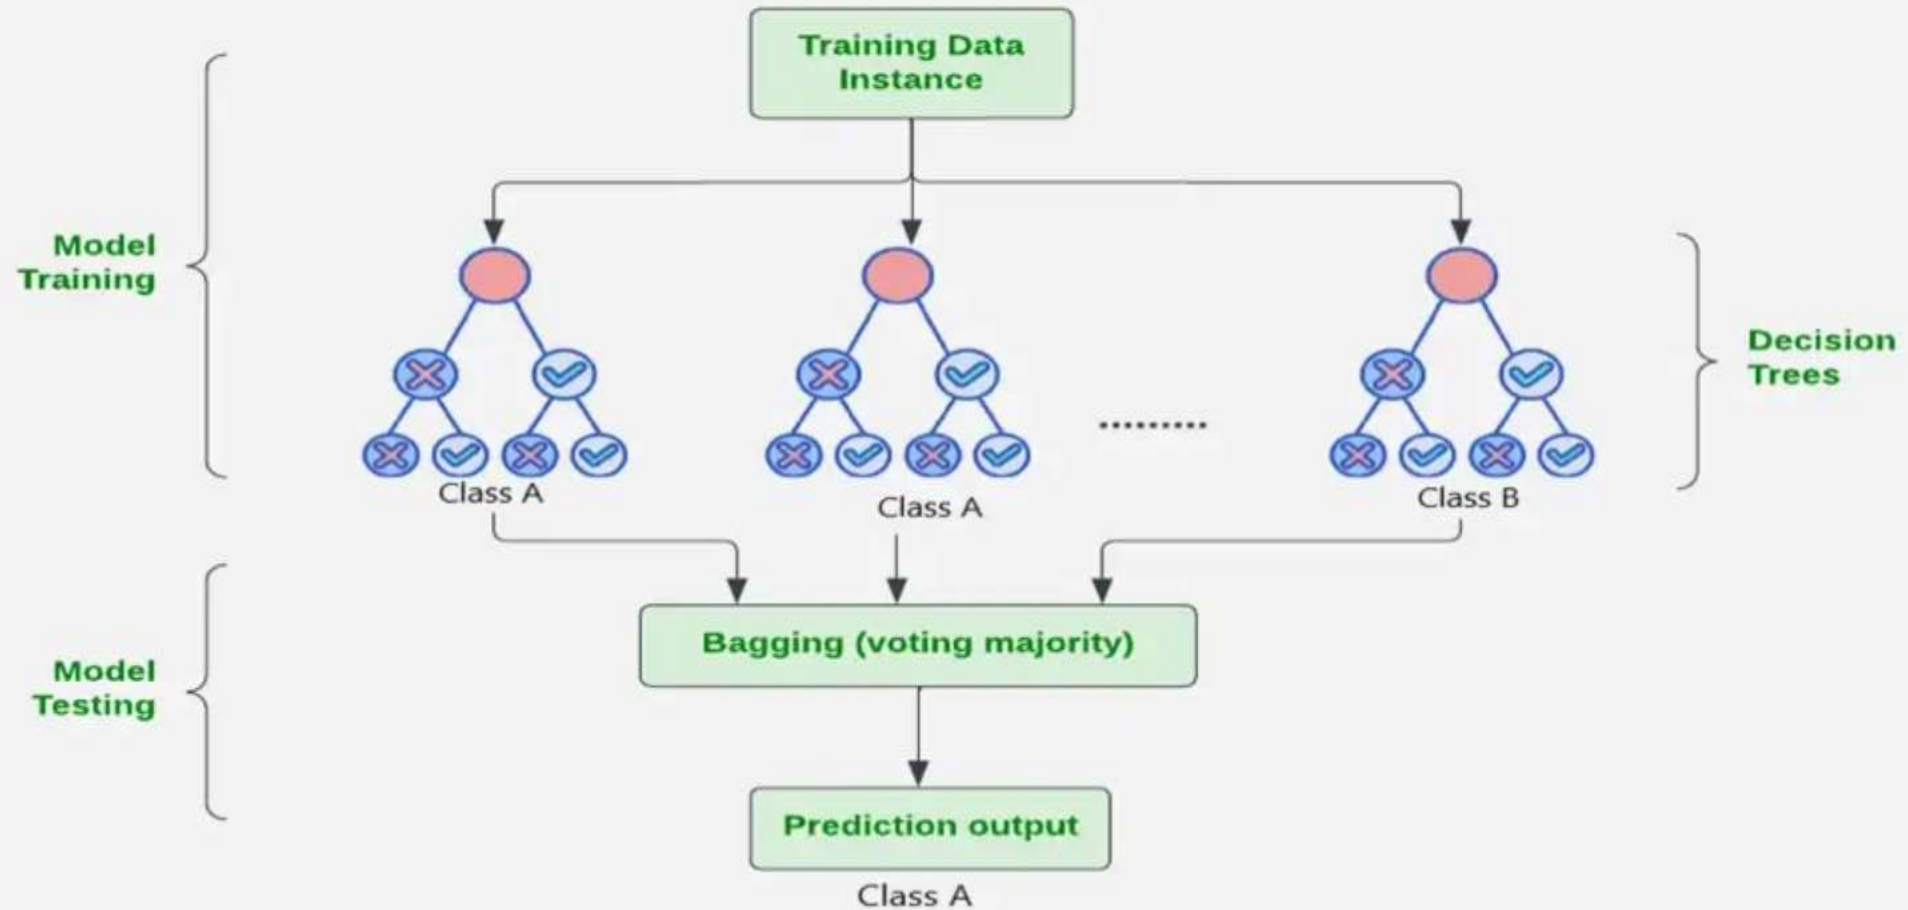 Training Data
Instance
Model
Training
Decision
Trees
Class A
Class A
.........
Class B
Bagging (voting majority)
Model
Testing
Prediction output
Class A